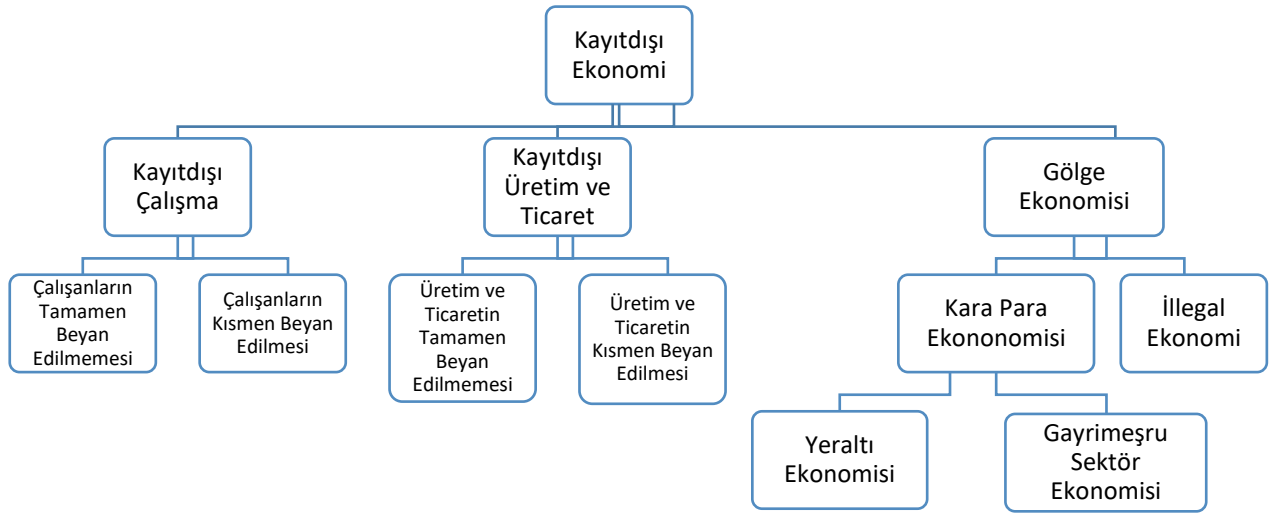 Kayıtdışı
Ekonomi
Kayıtdışı
Çalışma
Kayıtdışı
Üretim ve
Ticaret
Gölge
Ekonomisi
Çalışanların
Tamamen
Beyan
Edilmemesi
Çalışanların
Kısmen Beyan
Edilmesi
Üretim ve
Ticaretin
Tamamen
Beyan
Edilmemesi
Üretim ve
Ticaretin
Kısmen Beyan
Edilmesi
Kara Para
Ekononomisi
İllegal
Ekonomi
Yeraltı
Ekonomisi
Gayrimeşru
Sektör
Ekonomisi